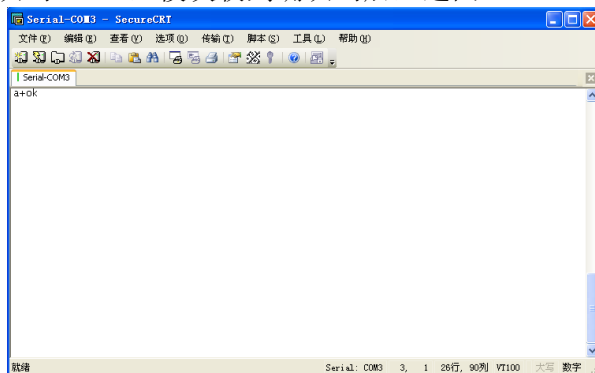 Serial-COM3 - SecureCRT
文件(F) 编辑(E) 查看(V) 选项(O) 传输(T) 脚本(S) 工具(L) 帮助(H)
Serial-COM3
a+ok
就绪 Serial: COM3 3, 1 26行, 90列 VT100 大写 数字